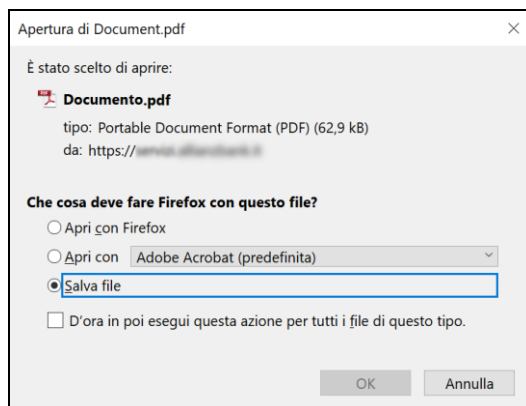 Apertura di Document.pdf
È stato scelto di aprire:
Documento.pdf
tipo: Portable Document Format (PDF) (62,9 kB)
da: https://
Che cosa deve fare Firefox con questo file?
Apri con Firefox
Apri con Adobe Acrobat (predefinita)
Salva file
D'ora in poi esegui questa azione per tutti i file di questo tipo.
OK Annulla